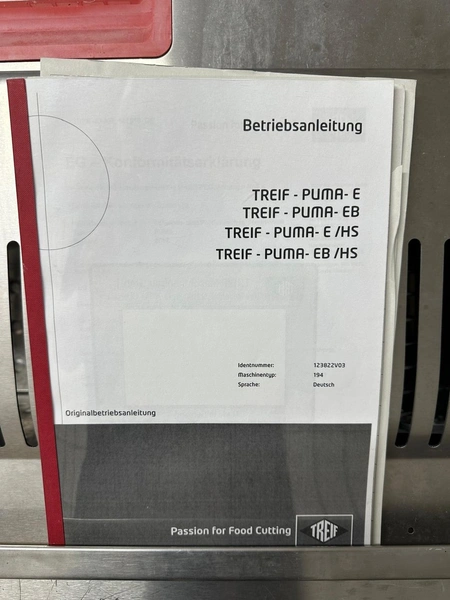 Betriebsanleitung
TREIF - PUMA- E
TREIF - PUMA- EB
TREIF - PUMA- E /HS
TREIF - PUMA- EB /HS
Identnummer: 123822V03
Maschinentyp: 194
Sprache: Deutsch
Originalbetriebsanleitung
Passion for Food Cutting
TREIF